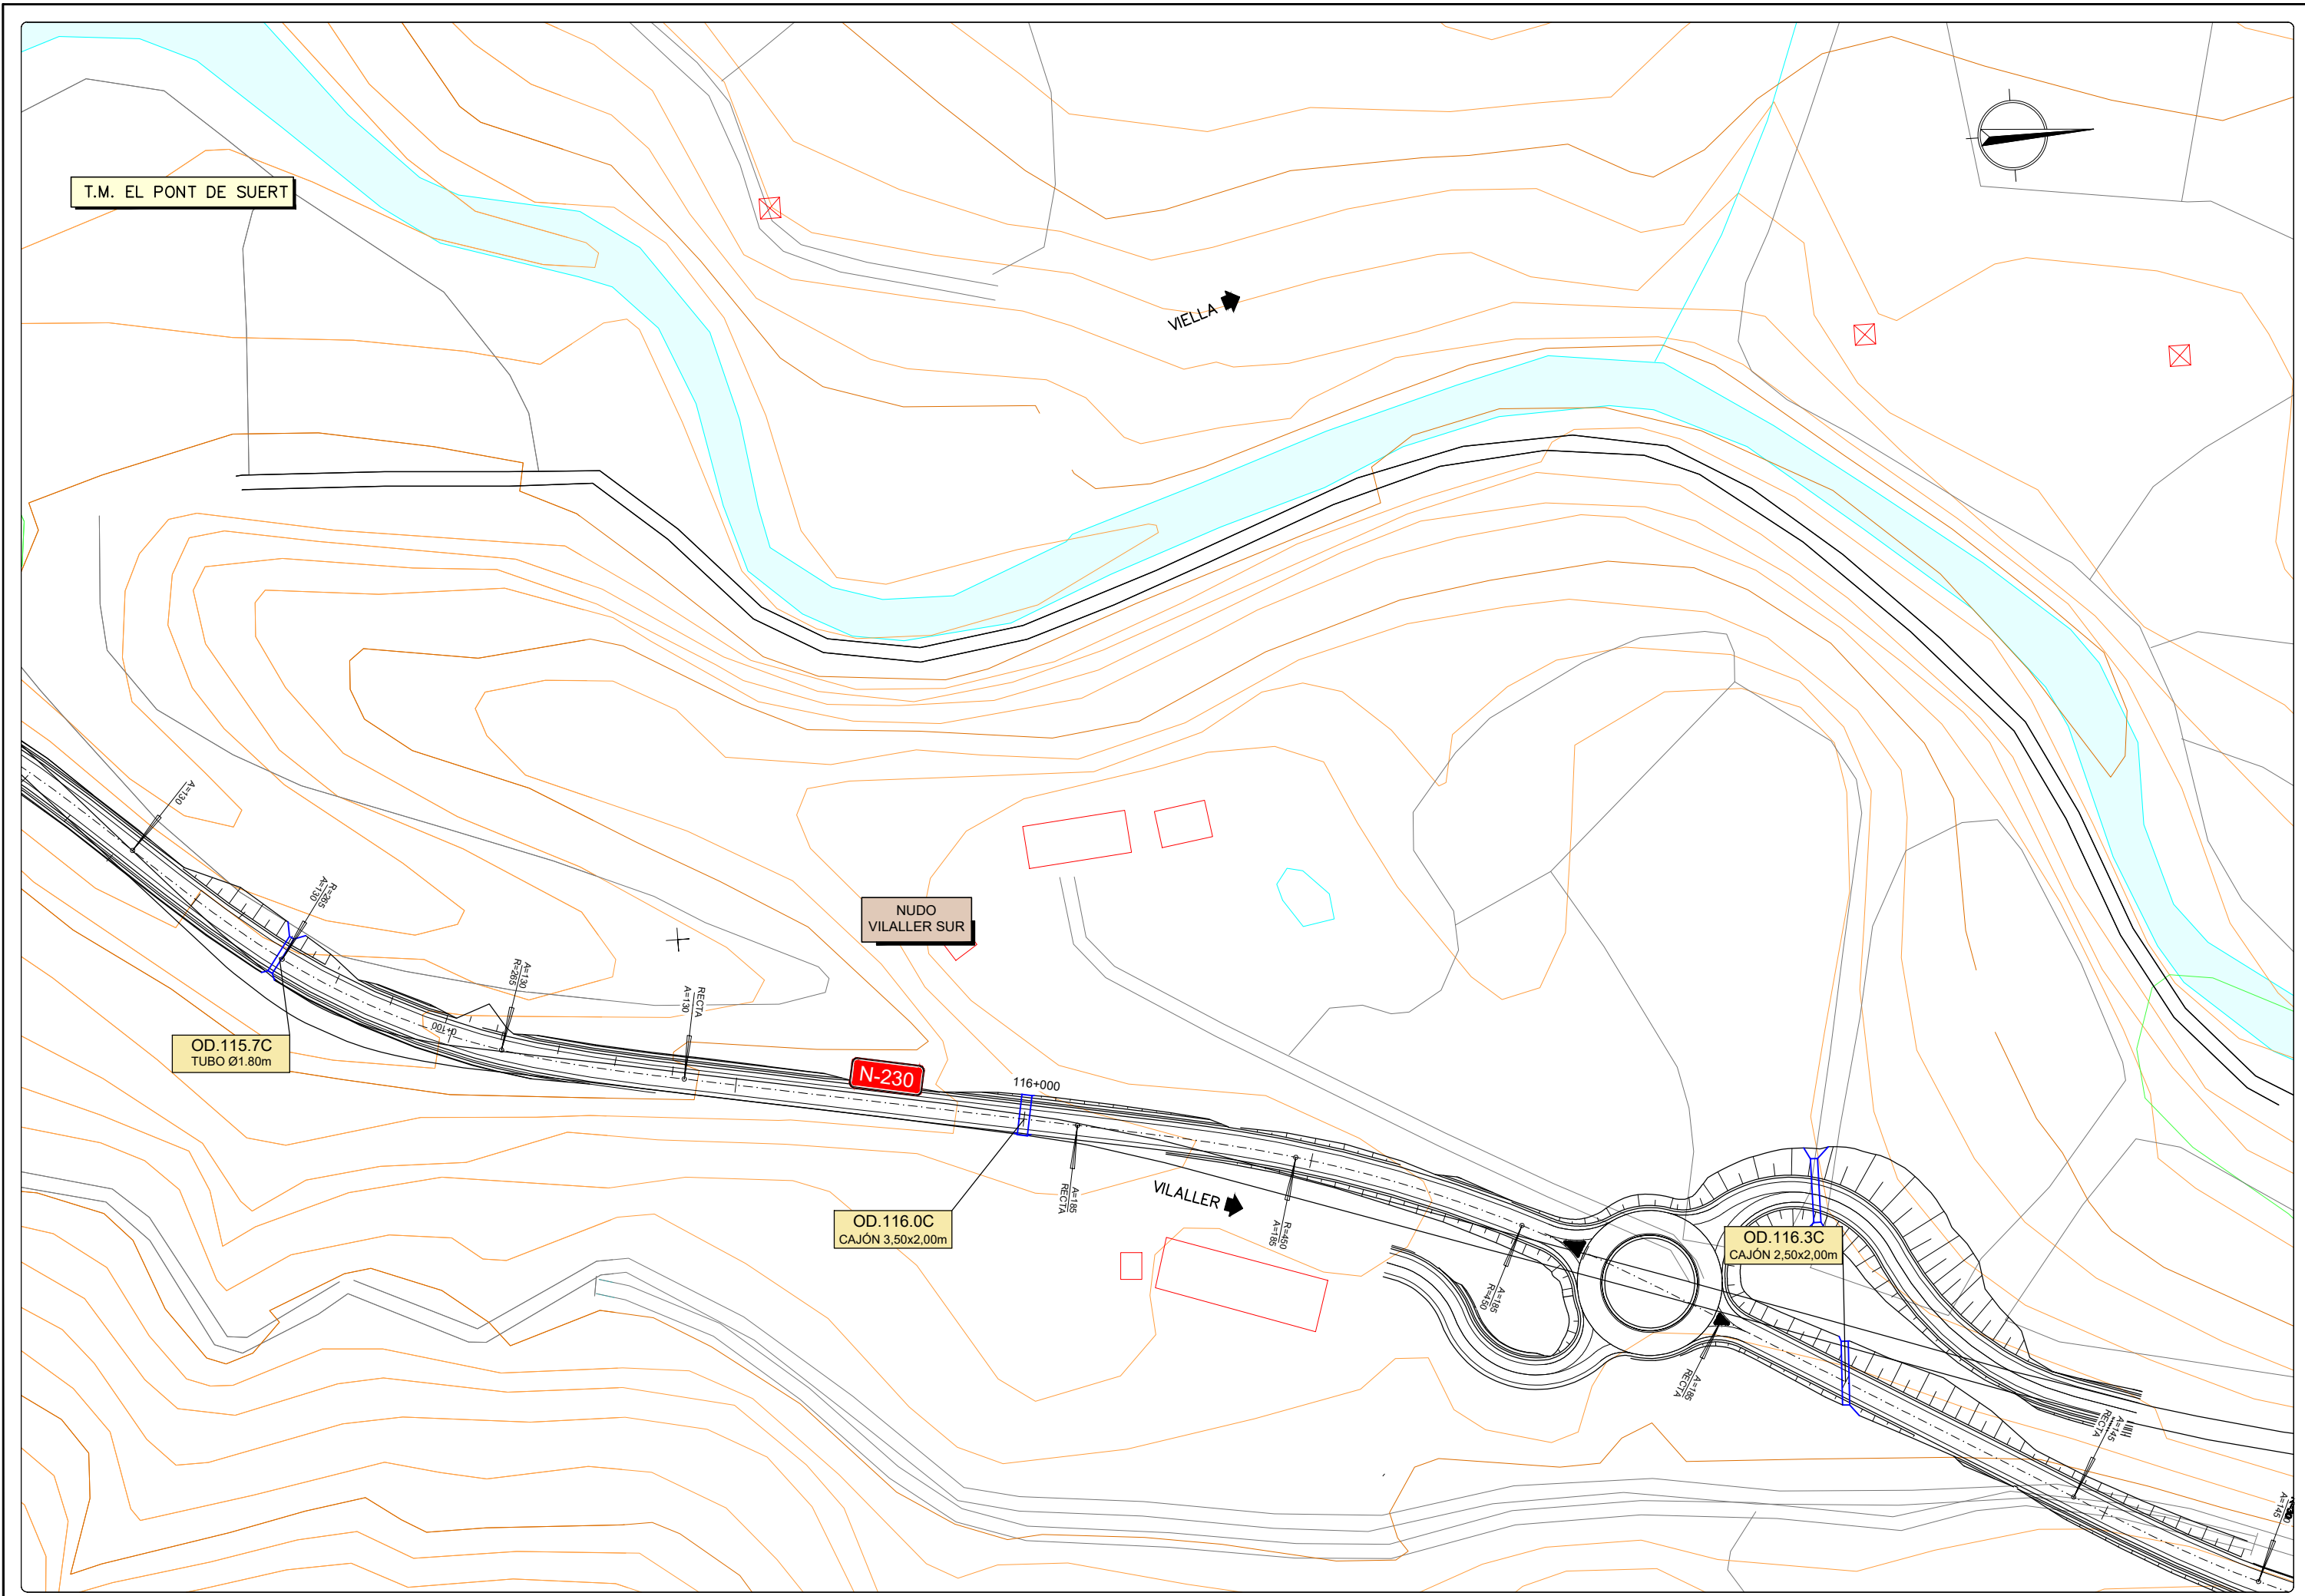 T.M. EL PONT DE SUERT
VIELLA
A=130
R=265
A=130
NUDO
VILALLER SUR
A=130
R=265
RECTA
A=130
0+100
OD.115.7C
TUBO Ø1.80m
N-230
116+000
A=185
RECTA
VILALLER
R=450
A=185
OD.116.0C
CAJÓN 3,50x2,00m
OD.116.3C
CAJÓN 2,50x2,00m
A=185
R=450
A=185
RECTA
A=145
RECTA
A=145